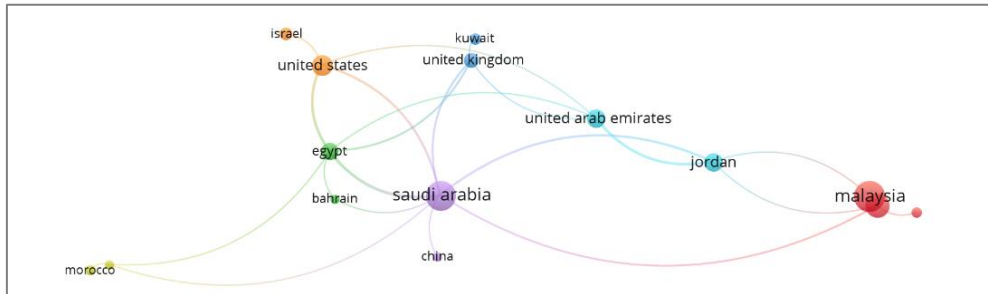 israel
kuwait
united states
united kingdom
united arab emirates
egypt
jordan
bahrain
saudi arabia
malaysia
china
morocco